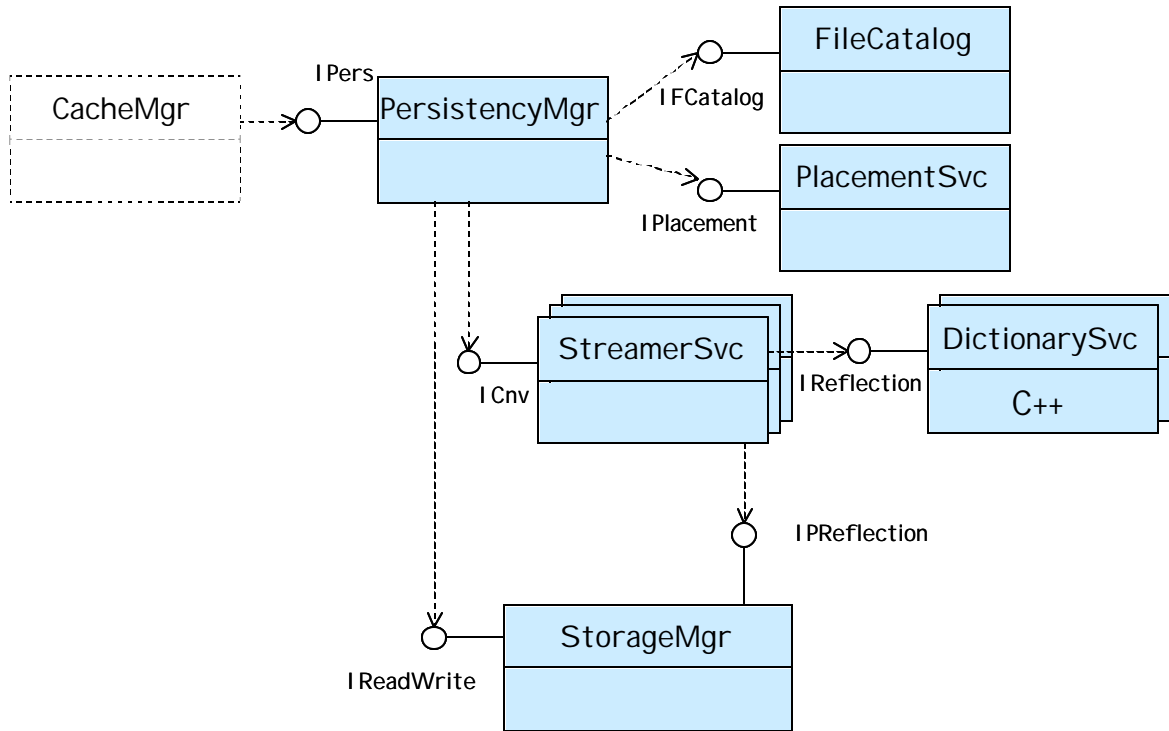 FileCatalog
IPers
CacheMgr
PersistencyMgr
IFCatalog
PlacementSvc
IPlacement
StreamerSvc
DictionarySvc
ICnv
IReflection
C++
IPReflection
StorageMgr
IReadWrite